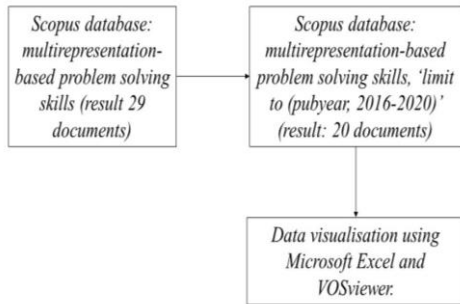 Scopus database:
multirepresentation-
based problem solving
skills (result 29
documents)
Scopus database:
multirepresentation-based
problem solving skills, ‘limit
to (pubyear, 2016-2020)’
(result: 20 documents)
Data visualisation using
Microsoft Excel and
VOSviewer.